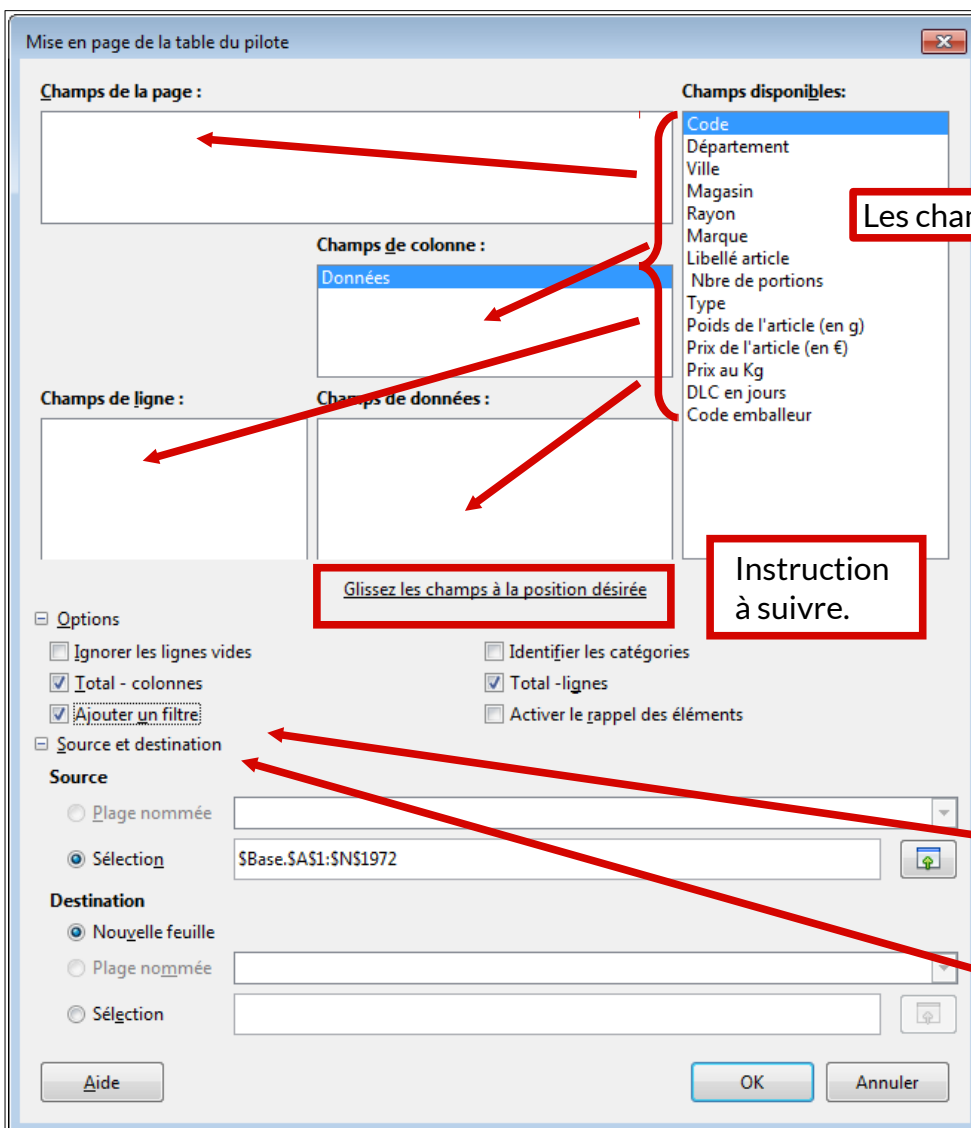 Mise en page de la table du pilote
Champs de la page :
Champs disponibles:
Code
Département
Ville
Magasin
Rayon
Marque
Libellé article
Nbre de portions
Type
Poids de l'article (en g)
Prix de l'article (en €)
Prix au Kg
DLC en jours
Code emballeur
Les cham
Champs de colonne :
Données
Champs de ligne :
Champs de données :
Glissez les champs à la position désirée
Instruction
à suivre.
Options
Ignorer les lignes vides
Identifier les catégories
Total - colonnes
Total -lignes
Ajouter un filtre
Activer le rappel des éléments
Source et destination
Source
Plage nommée
Sélection
$Base.$A$1:$N$1972
Destination
Nouvelle feuille
Plage nommée
Sélection
Aide
OK
Annuler